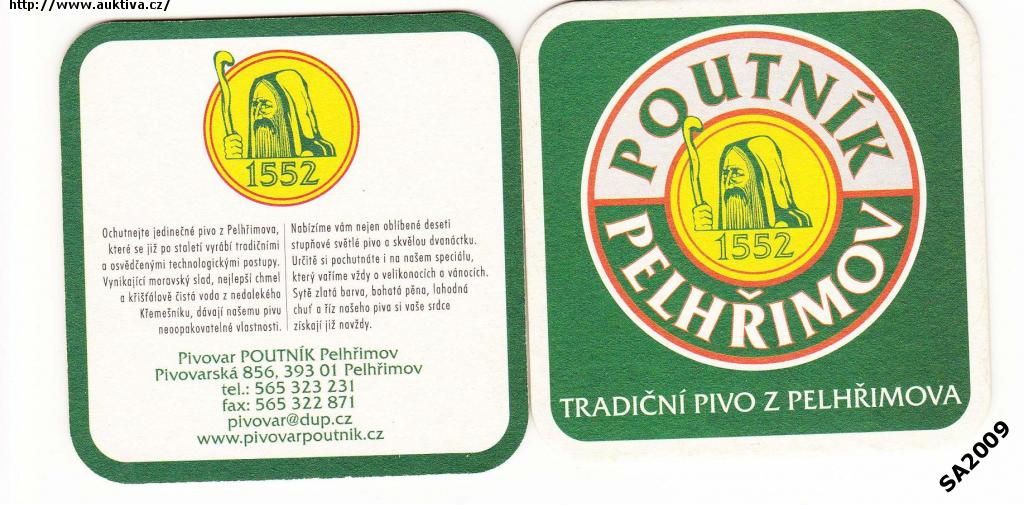 http://www.auktiva.cz/
1552
Ochutnejte jedinečné pivo z Pelhřimova,
které se již po staletí vyrábí tradičními
a osvědčenými technologickými postupy.
Vynikající moravský slad, nejlepší chmel
a křišťálově čistá voda z nedalekého
Křemešníku, dávají našemu pivu
neoopakovatelné vlastnosti.
Nabízíme vám nejen oblíbené deseti
stupňové světlé pivo a skvělou dvanáctku.
Určitě si pochutnáte i na našem speciálu,
který vaříme vždy o velikonocích a vánocích.
Sytě zlatá barva, bohatá pěna, lahodná
chuť a říz našeho piva si vaše srdce
získají již navždy.
Pivovar POUTNÍK Pelhřimov
Pivovarská 856, 393 01 Pelhřimov
tel.: 565 323 231
fax: 565 322 871
pivovar@dup.cz
www.pivovarpoutnik.cz
POUTNÍK
1552
PELHŘIMOV
TRADIČNÍ PIVO Z PELHŘIMOVA
SA2009